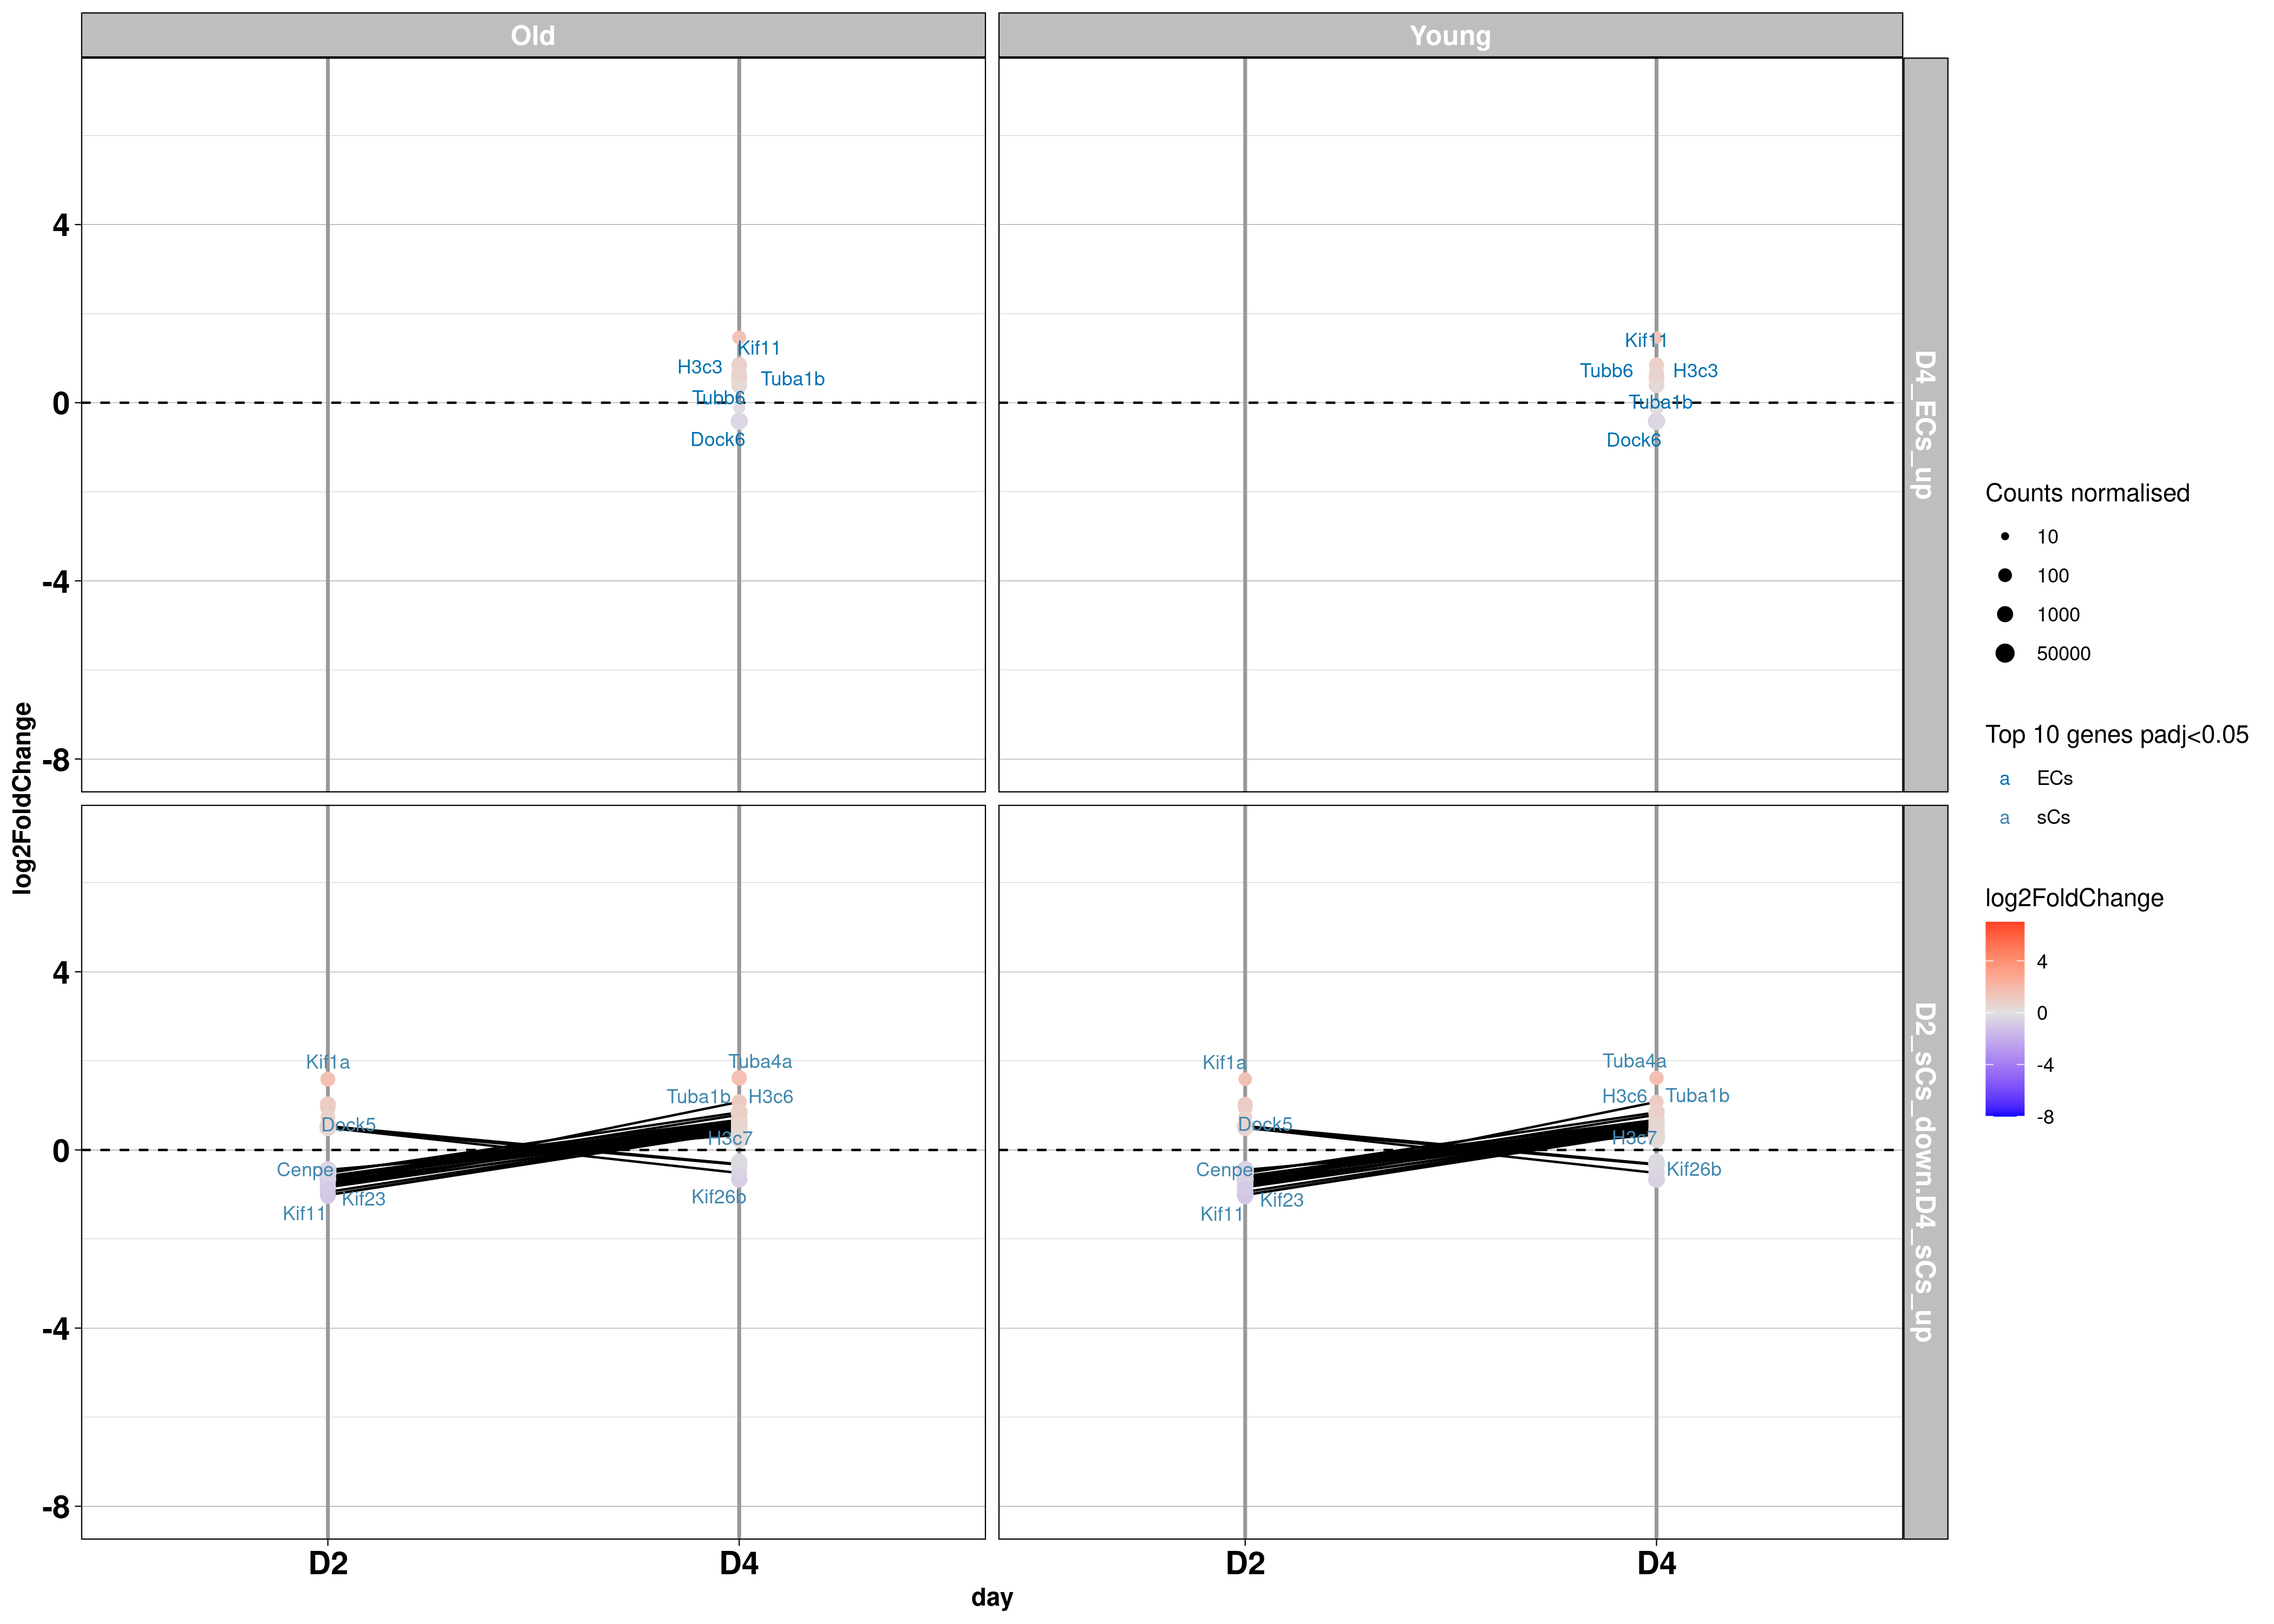 Old
Young
4
0
-4
-8
Kif11
H3c3
Tuba1b
Tubb6
Dock6
Kif11
Tubb6
H3c3
Tuba1b
Dock6
D4_ECs_up
log2FoldChange
4
0
-4
-8
Kif1a
Dock5
Cenpe
Kif23
Kif11
Tuba4a
Tuba1b
H3c6
H3c7
Kif26b
Kif1a
Dock5
Cenpe
Kif23
Kif11
Tuba4a
H3c6
Tuba1b
H3c7
Kif26b
D2_sCs_down.D4_sCs_up
D2
D4
D2
D4
day
Counts normalised
10
100
1000
50000
Top 10 genes padj<0.05
a ECs
a sCs
log2FoldChange
4
0
-4
-8